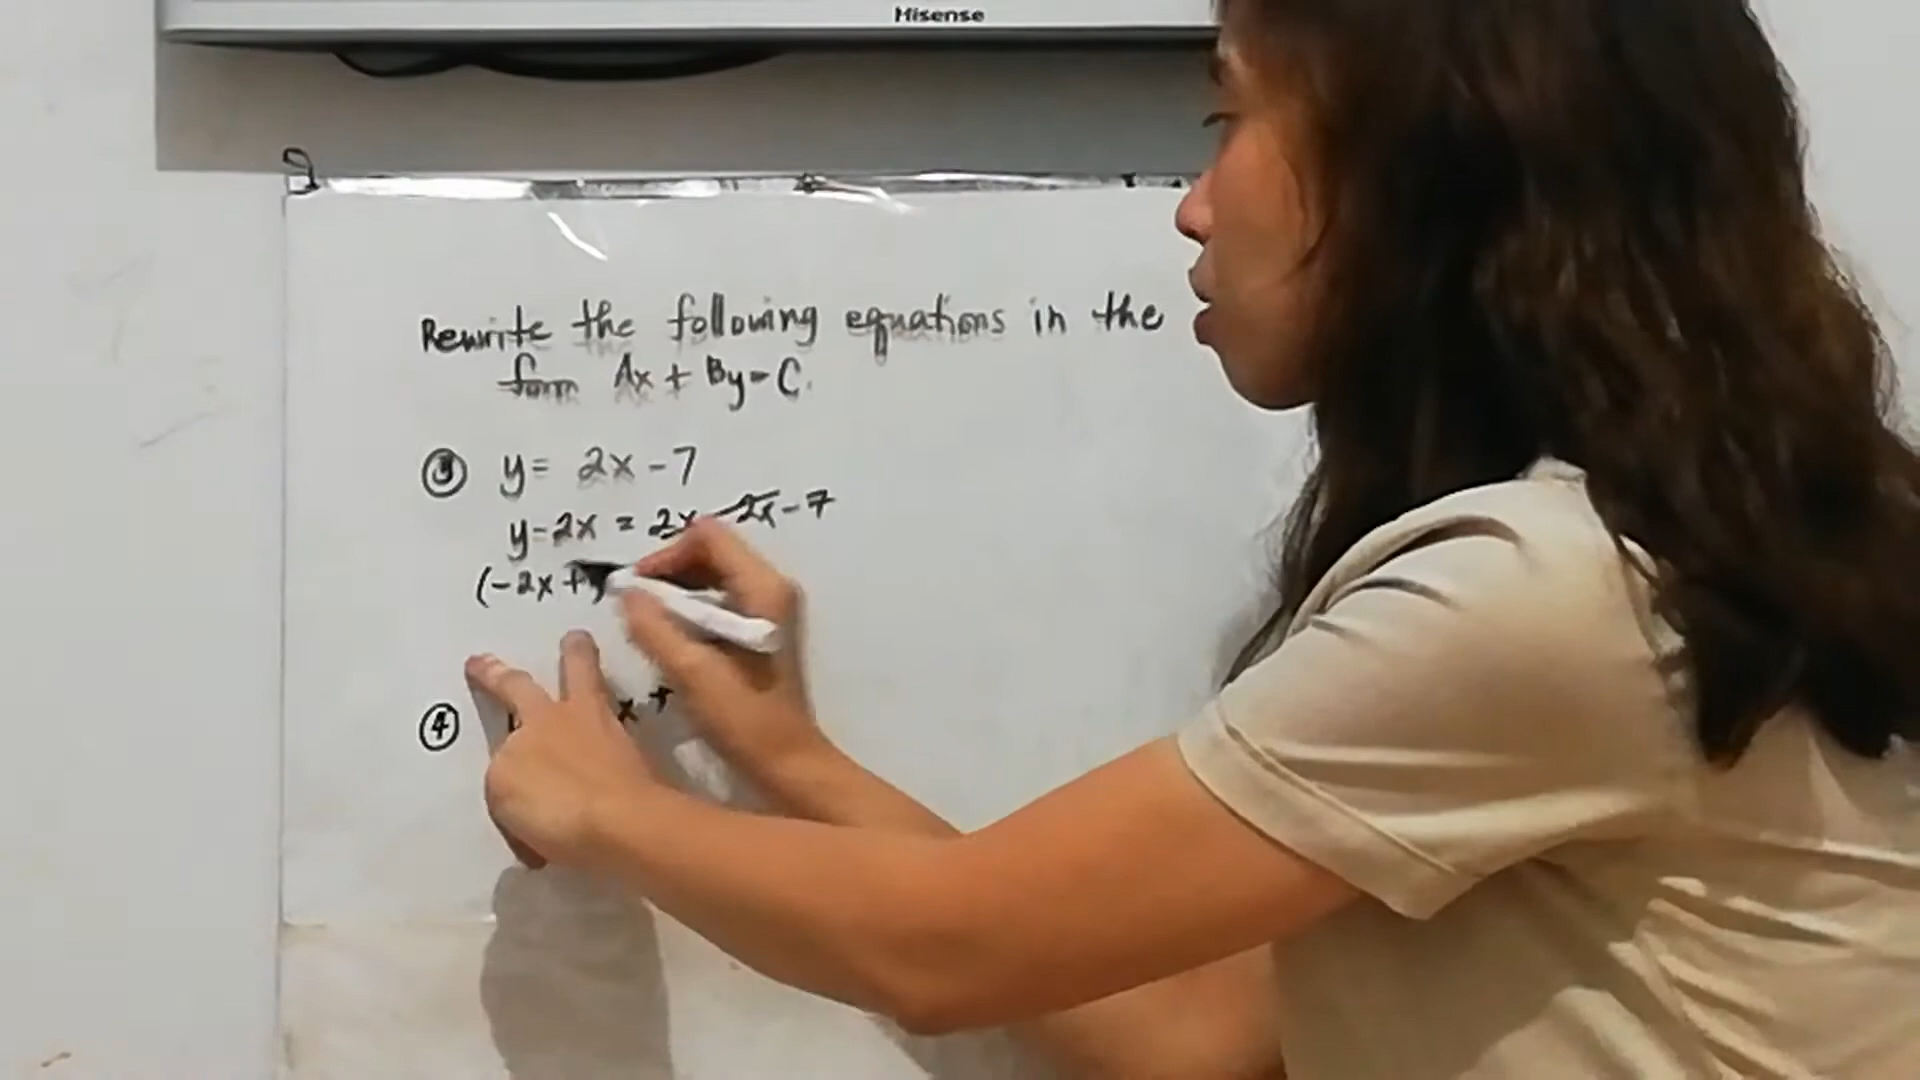 Hisense
Rewrite the following equations in the
form Ax + By = C.
③ y = 2x - 7
y - 2x = 2x - 2x - 7
(-2x + y
④ x +